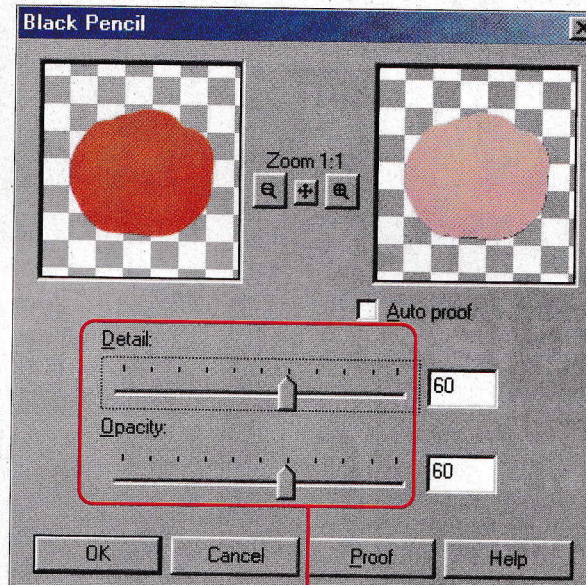 Black Pencil
Zoom 1:1
Auto proof
Detail:
60
Opacity:
60
OK Cancel Proof Help